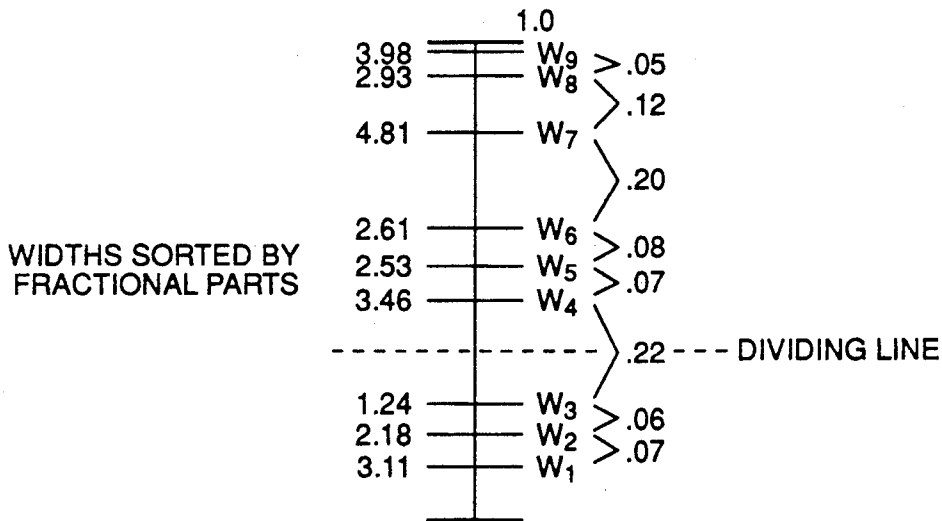 1.0
3.98 W9 .05
2.93 W8
.12
4.81 W7
.20
2.61 W6
.08
WIDTHS SORTED BY
FRACTIONAL PARTS
2.53 W5
.07
3.46 W4
.22 DIVIDING LINE
1.24 W3
.06
2.18 W2
.07
3.11 W1